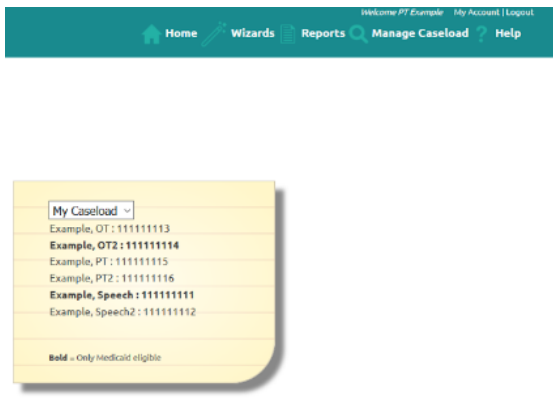 Welcome PT Example My Account | Logout
Home Wizards Reports Manage Caseload ? Help
My Caseload
Example, OT : 111111113
Example, OT2 : 111111114
Example, PT : 111111115
Example, PT2 : 111111116
Example, Speech : 111111111
Example, Speech2 : 111111112
Bold = Only Medicaid eligible